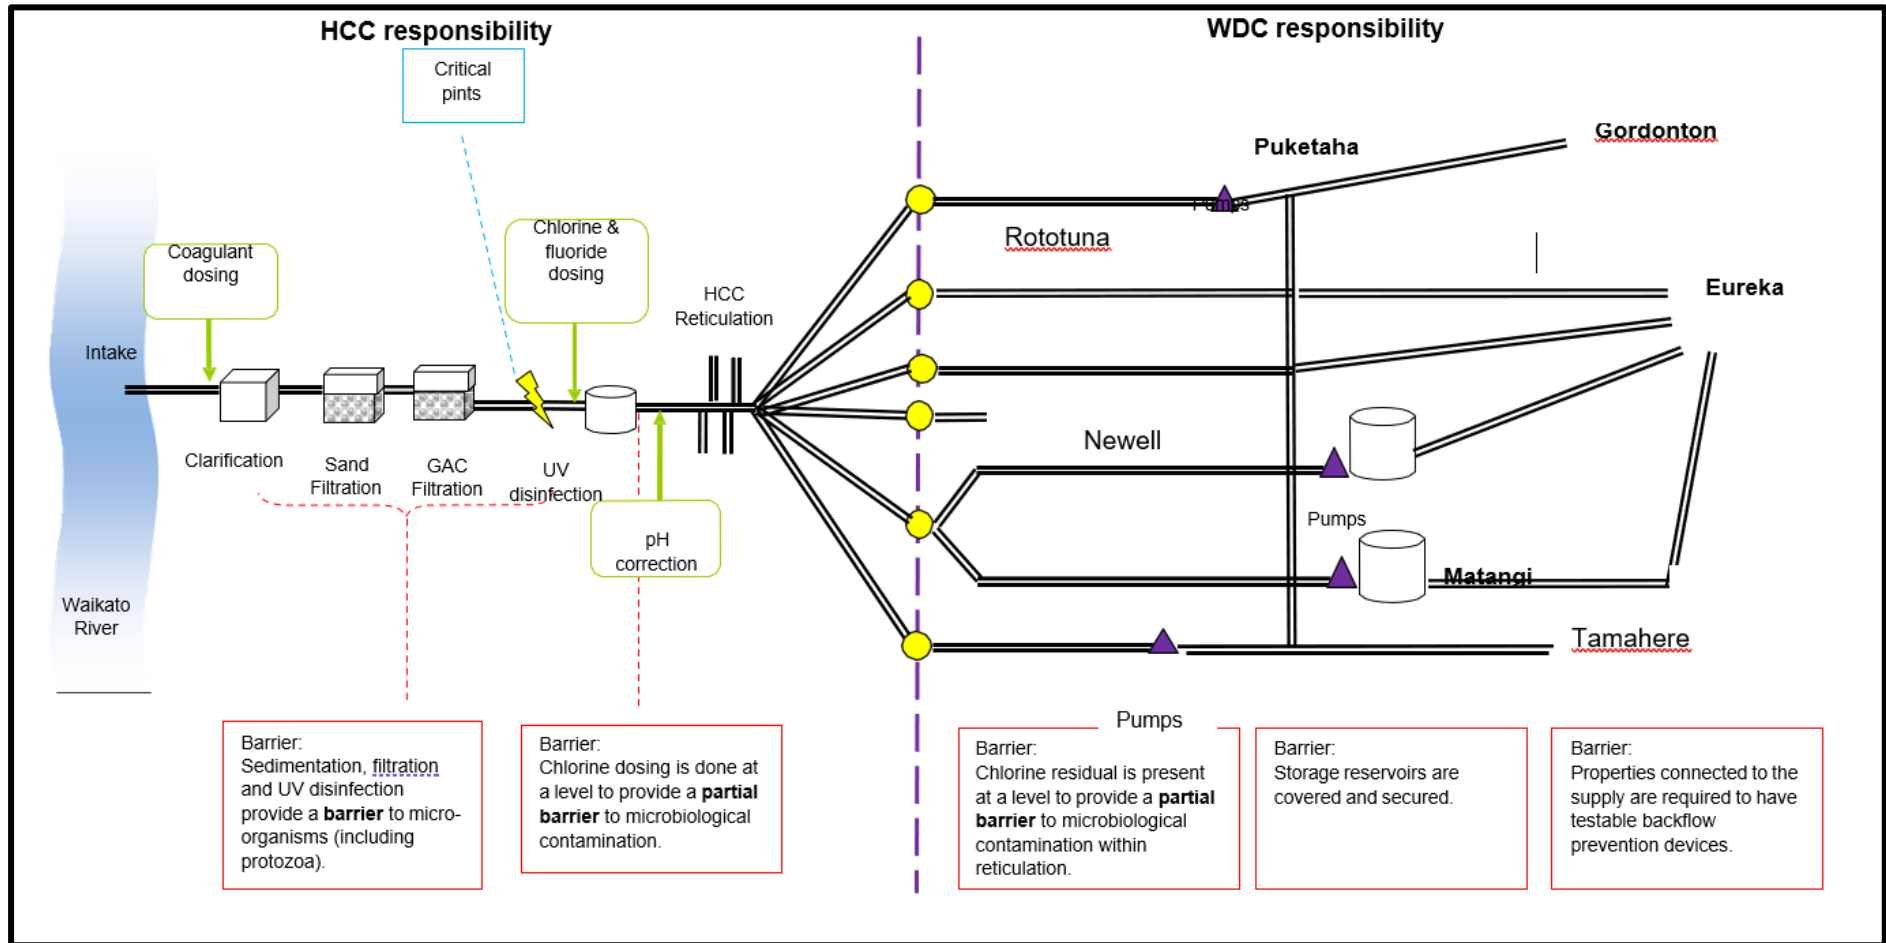 HCC responsibility
WDC responsibility
Critical
pints
Gordonton
Puketaha
Pumps
Chlorine &
fluoride
dosing
Coagulant
dosing
Rototuna
HCC
Reticulation
Eureka
Intake
Newell
Clarification
Sand
Filtration
GAC
Filtration
UV
disinfection
Pumps
pH
correction
Matangi
Waikato
River
Tamahere
Pumps
Barrier:
Sedimentation, filtration
and UV disinfection
provide a barrier to micro-
organisms (including
protozoa).
Barrier:
Chlorine dosing is done at
a level to provide a partial
barrier to microbiological
contamination.
Barrier:
Chlorine residual is present
at a level to provide a partial
barrier to microbiological
contamination within
reticulation.
Barrier:
Storage reservoirs are
covered and secured.
Barrier:
Properties connected to the
supply are required to have
testable backflow
prevention devices.